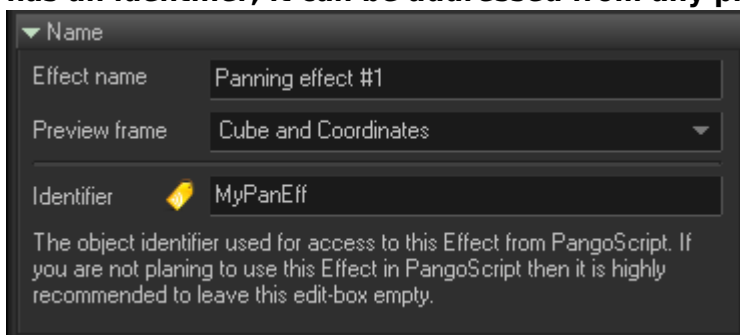 has an identifier, it can be addressed from any p
Name
Effect name Panning effect #1
Preview frame Cube and Coordinates
Identifier MyPanEff
The object identifier used for access to this Effect from PangoScript. If
you are not planing to use this Effect in PangoScript then it is highly
recommended to leave this edit-box empty.